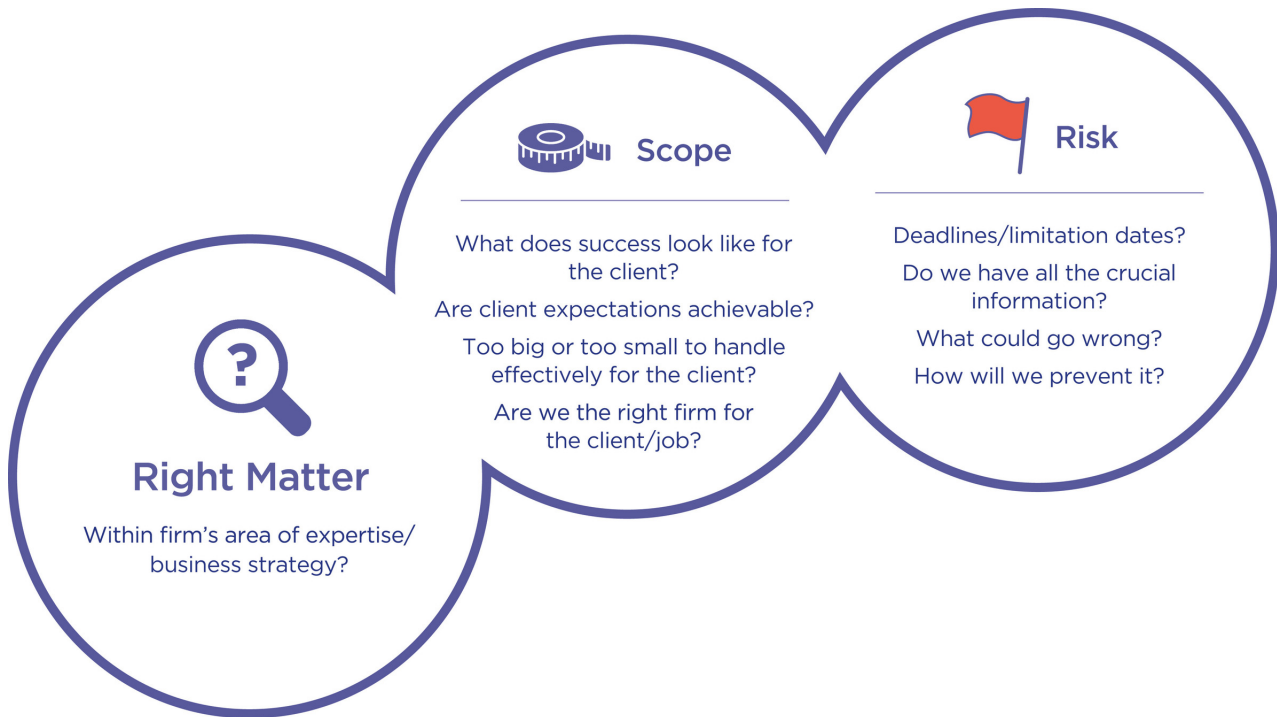 ?
Right Matter
Within firm’s area of expertise/
business strategy?
Scope
What does success look like for
the client?
Are client expectations achievable?
Too big or too small to handle
effectively for the client?
Are we the right firm for
the client/job?
Risk
Deadlines/limitation dates?
Do we have all the crucial
information?
What could go wrong?
How will we prevent it?